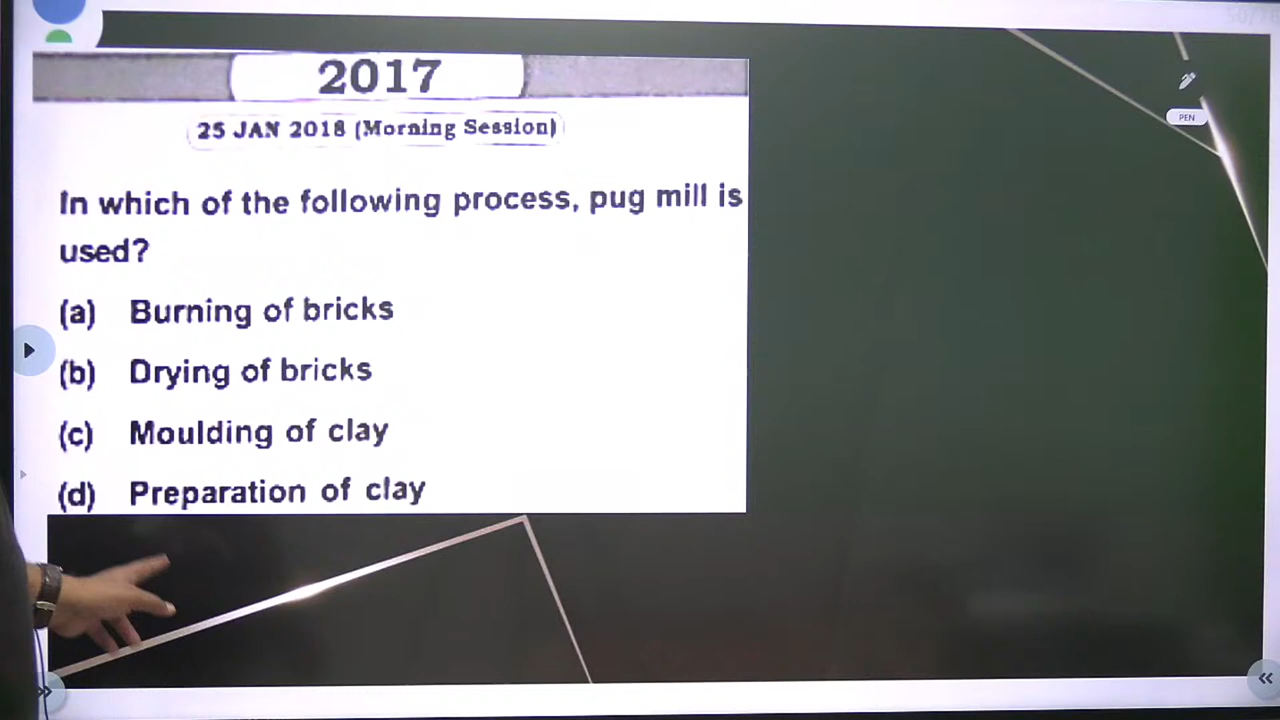 2017
25 JAN 2018 (Morning Session)
In which of the following process, pug mill is
used?
(a) Burning of bricks
(b) Drying of bricks
(c) Moulding of clay
(d) Preparation of clay
PEN